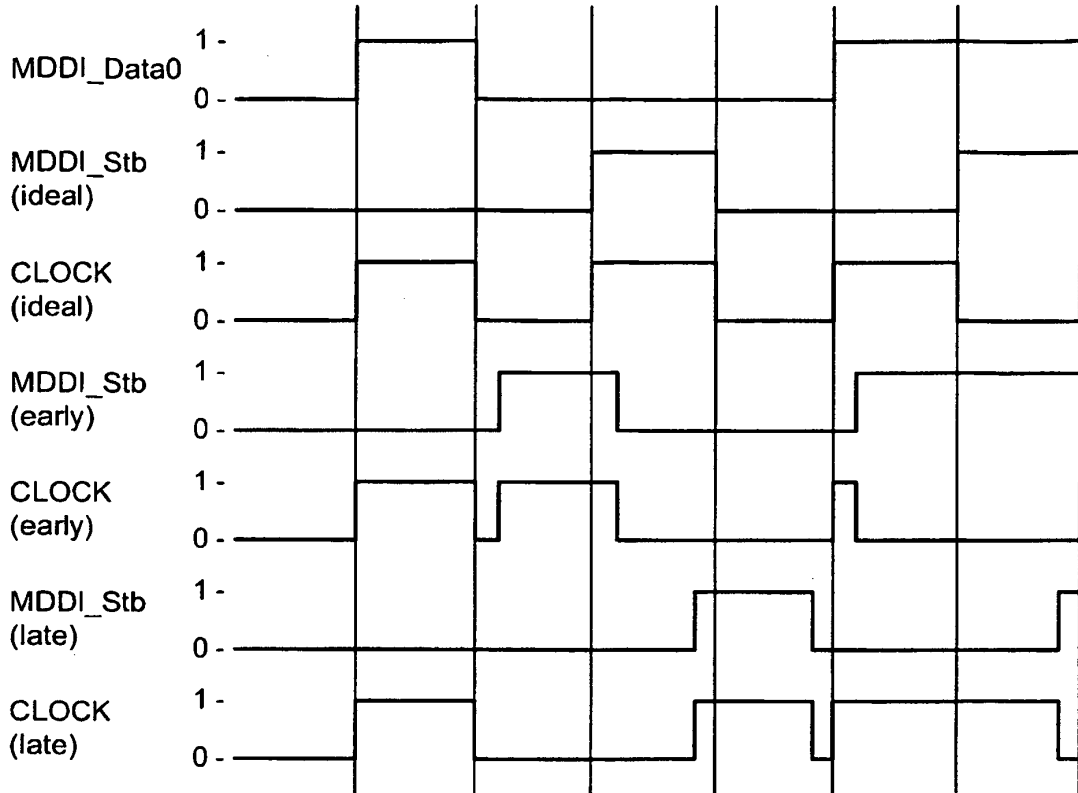 1 -
MDDI_Data0
0 -
1 -
MDDI_Stb
(ideal)
0 -
1 -
CLOCK
(ideal)
0 -
1 -
MDDI_Stb
(early)
0 -
1 -
CLOCK
(early)
0 -
1 -
MDDI_Stb
(late)
0 -
1 -
CLOCK
(late)
0 -